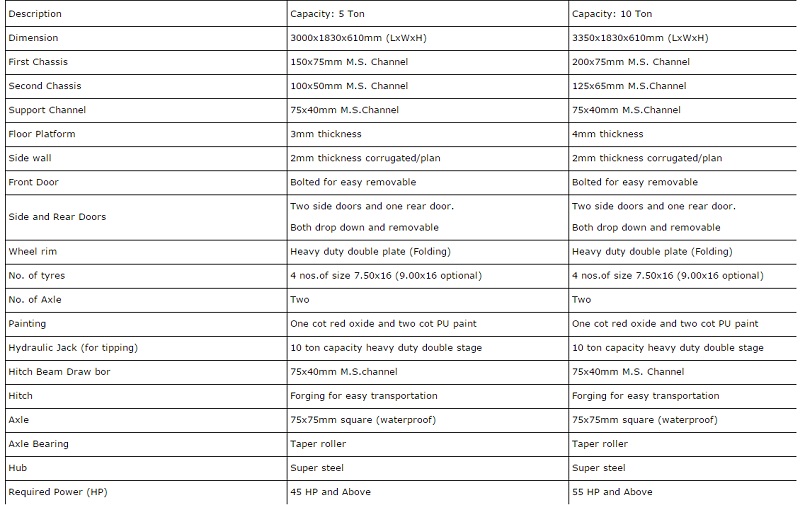 Description Capacity: 5 Ton Capacity: 10 Ton
Dimension 3000x1830x610mm (LxWxH) 3350x1830x610mm (LxWxH)
First Chassis 150x75mm M.S. Channel 200x75mm M.S. Channel
Second Chassis 100x50mm M.S. Channel 125x65mm M.S. Channel
Support Channel 75x40mm M.S.Channel 75x40mm M.S.Channel
Floor Platform 3mm thickness 4mm thickness
Side wall 2mm thickness corrugated/plan 2mm thickness corrugated/plan
Front Door Bolted for easy removable Bolted for easy removable
Side and Rear Doors Two side doors and one rear door. Two side doors and one rear door.
Both drop down and removable Both drop down and removable
Wheel rim Heavy duty double plate (Folding) Heavy duty double plate (Folding)
No. of tyres 4 nos.of size 7.50x16 (9.00x16 optional) 4 nos.of size 7.50x16 (9.00x16 optional)
No. of Axle Two Two
Painting One cot red oxide and two cot PU paint One cot red oxide and two cot PU paint
Hydraulic Jack (for tipping) 10 ton capacity heavy duty double stage 10 ton capacity heavy duty double stage
Hitch Beam Draw bor 75x40mm M.S.channel 75x40mm M.S. Channel
Hitch Forging for easy transportation Forging for easy transportation
Axle 75x75mm square (waterproof) 75x75mm square (waterproof)
Axle Bearing Taper roller Taper roller
Hub Super steel Super steel
Required Power (HP) 45 HP and Above 55 HP and Above